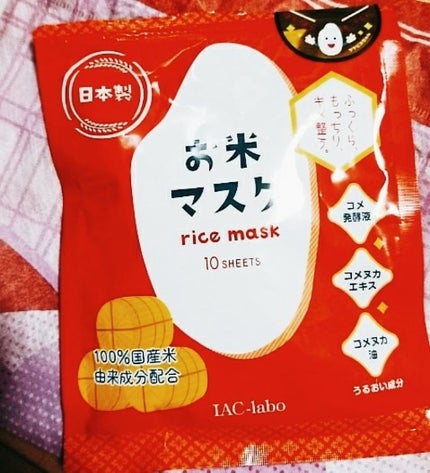 日本製
お米
マスク
rice mask
10 SHEETS
ふっくら、
もっちり、
キメ整う。
コメ
発酵液
コメヌカ
エキス
コメヌカ
油
うるおい成分
100%国産米
由来成分配合
IAC-labo